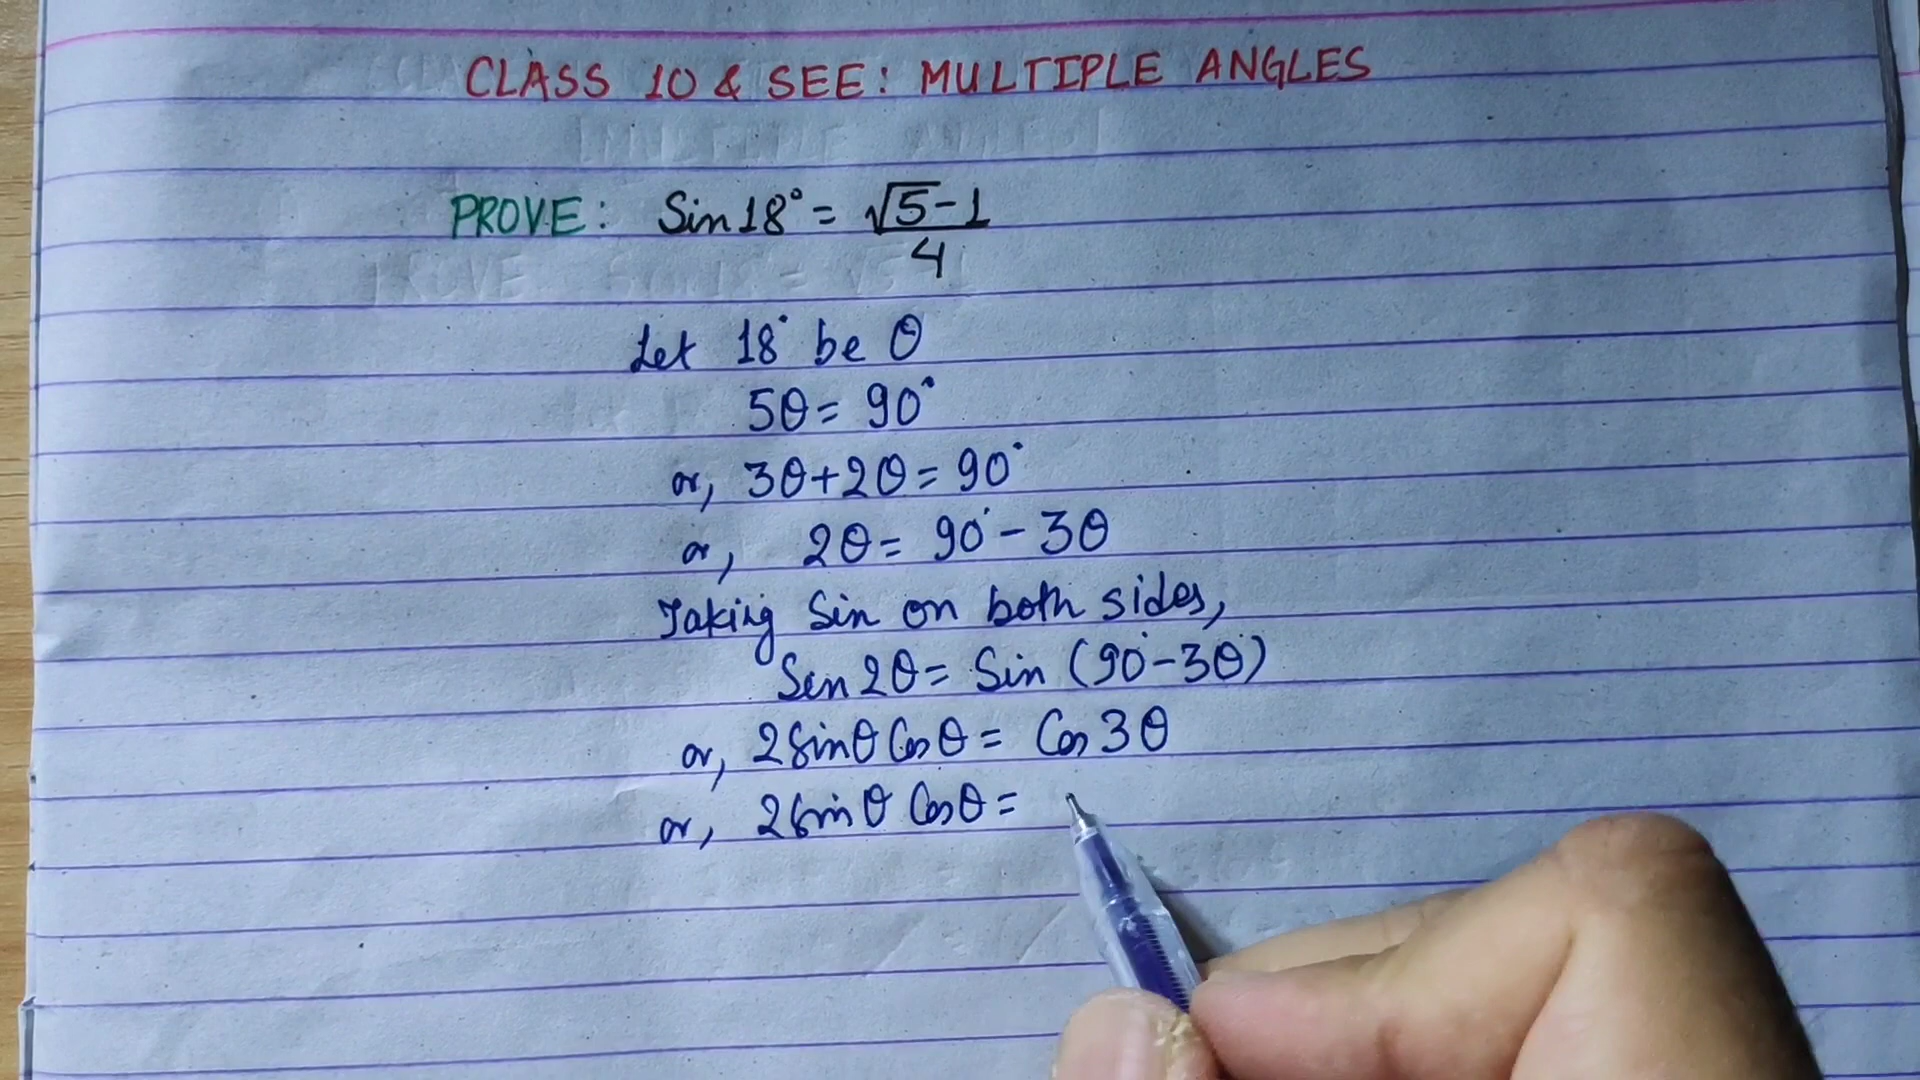 CLASS 10 & SEE: MULTIPLE ANGLES
PROVE: Sin18° = √5-1/4
Let 18° be θ
5θ = 90°
or, 3θ+2θ = 90°
or, 2θ = 90° - 3θ
Taking Sin on both sides,
Sin 2θ = Sin (90°-3θ)
or, 2Sinθ Cosθ = Cos 3θ
or, 2Sinθ Cosθ =